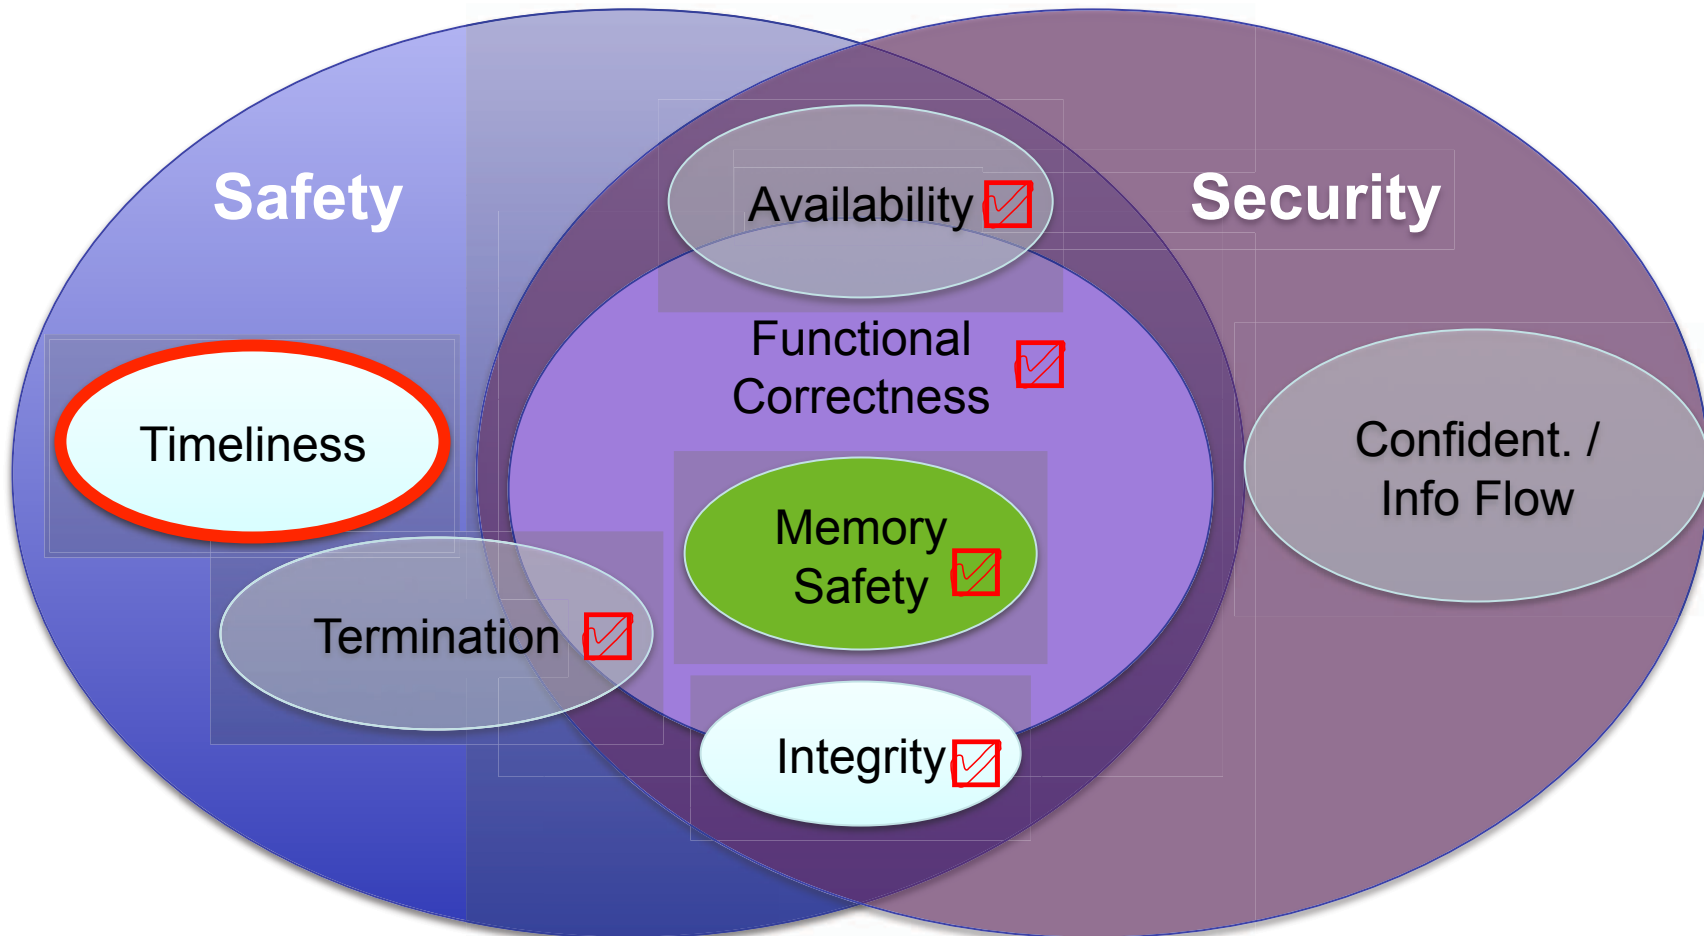 Safety
Security
Availability
Functional
Correctness
Timeliness
Confident. /
Info Flow
Memory
Safety
Termination
Integrity